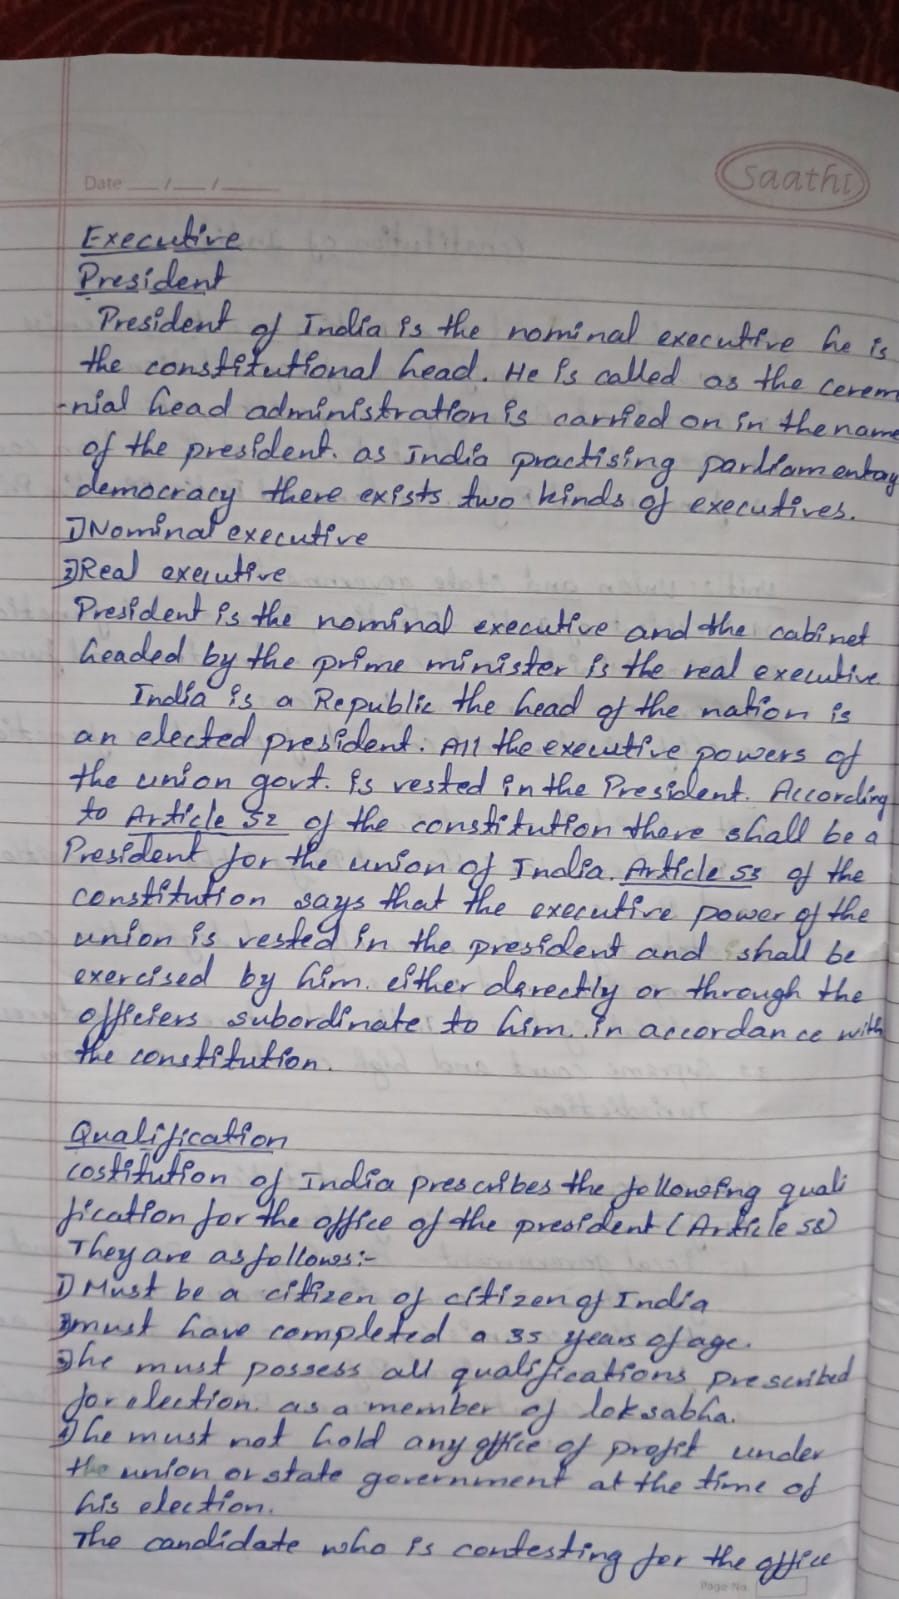 Date __/__/____
Saathi
Executive
President
President of India is the nominal executive he is
the constitutional head. He is called as the cerem
-nial head administration is carried on in the name
of the president. as India practising parliamentary
democracy there exists two kinds of executives.
1) Nominal executive
2) Real executive
President is the nominal executive and the cabinet
headed by the prime minister is the real executive
India is a Republic the head of the nation is
an elected president. All the executive powers of
the union govt. is vested in the President. According
to Article 52 of the constitution there shall be a
President for the union of India. Article 53 of the
constitution says that the executive power of the
union is vested in the president and shall be
exercised by him. either darectly or through the
officiers subordinate to him. in accordance with
the constitution.
Qualification
costitution of India prescribes the following quali
fication for the office of the president (Article 58)
They are as follows:-
1) Must be a citizen of citizen of India
2) must have completed a 35 years of age.
3) he must possess all qualifications prescribed
for election. as a member of loksabha.
4) he must not hold any office of profit under
the union or state government at the time of
his election.
The candidate who is contesting for the office
Page No.